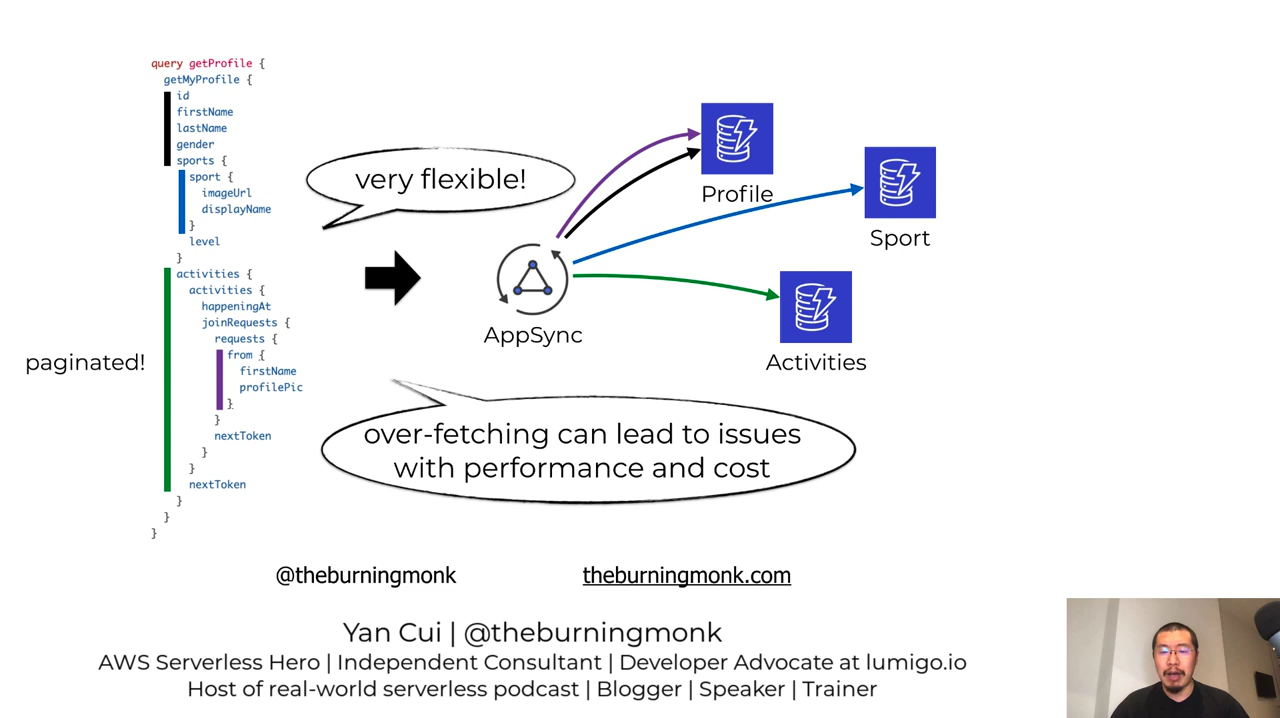 query getProfile {
getMyProfile {
id
firstName
lastName
gender
sports {
sport {
imageUrl
displayName
}
level
}
activities {
activities {
happeningAt
joinRequests {
requests {
from {
firstName
profilePic
}
}
nextToken
}
}
nextToken
}
}
}
paginated!
very flexible!
AppSync
Profile
Sport
Activities
over-fetching can lead to issues
with performance and cost
@theburningmonk
theburningmonk.com
Yan Cui | @theburningmonk
AWS Serverless Hero | Independent Consultant | Developer Advocate at lumigo.io
Host of real-world serverless podcast | Blogger | Speaker | Trainer